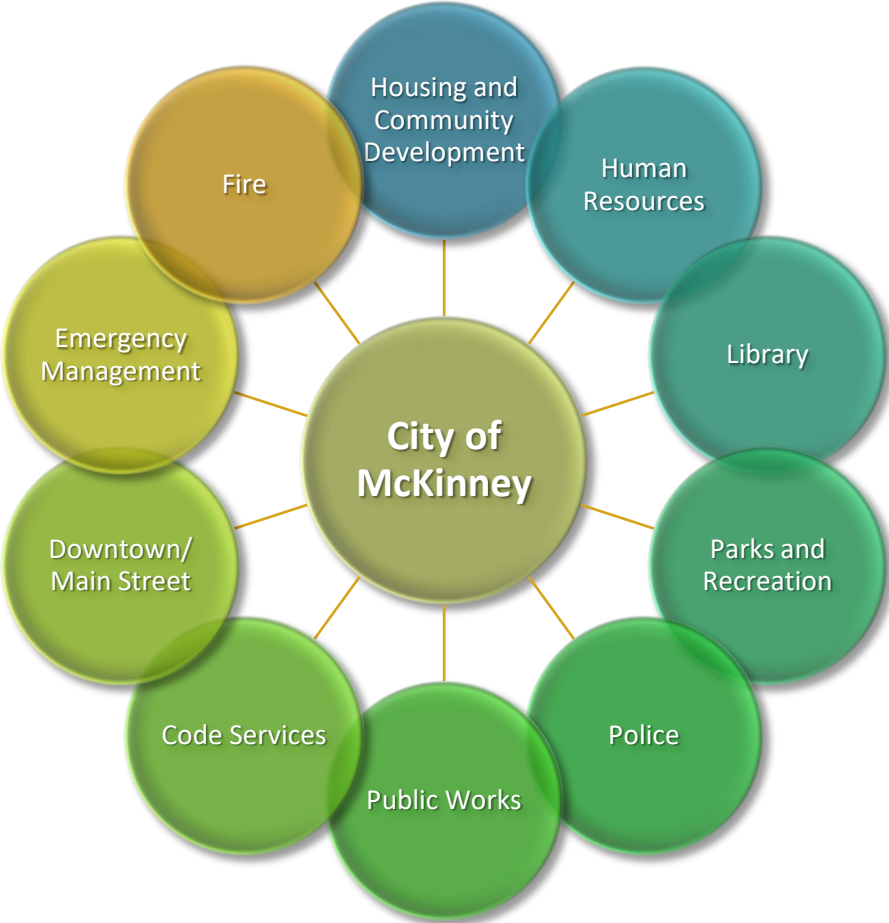 Housing and
Community
Development
Human
Resources
Library
Parks and
Recreation
Police
Public Works
Code Services
Downtown/
Main Street
Emergency
Management
Fire
City of
McKinney